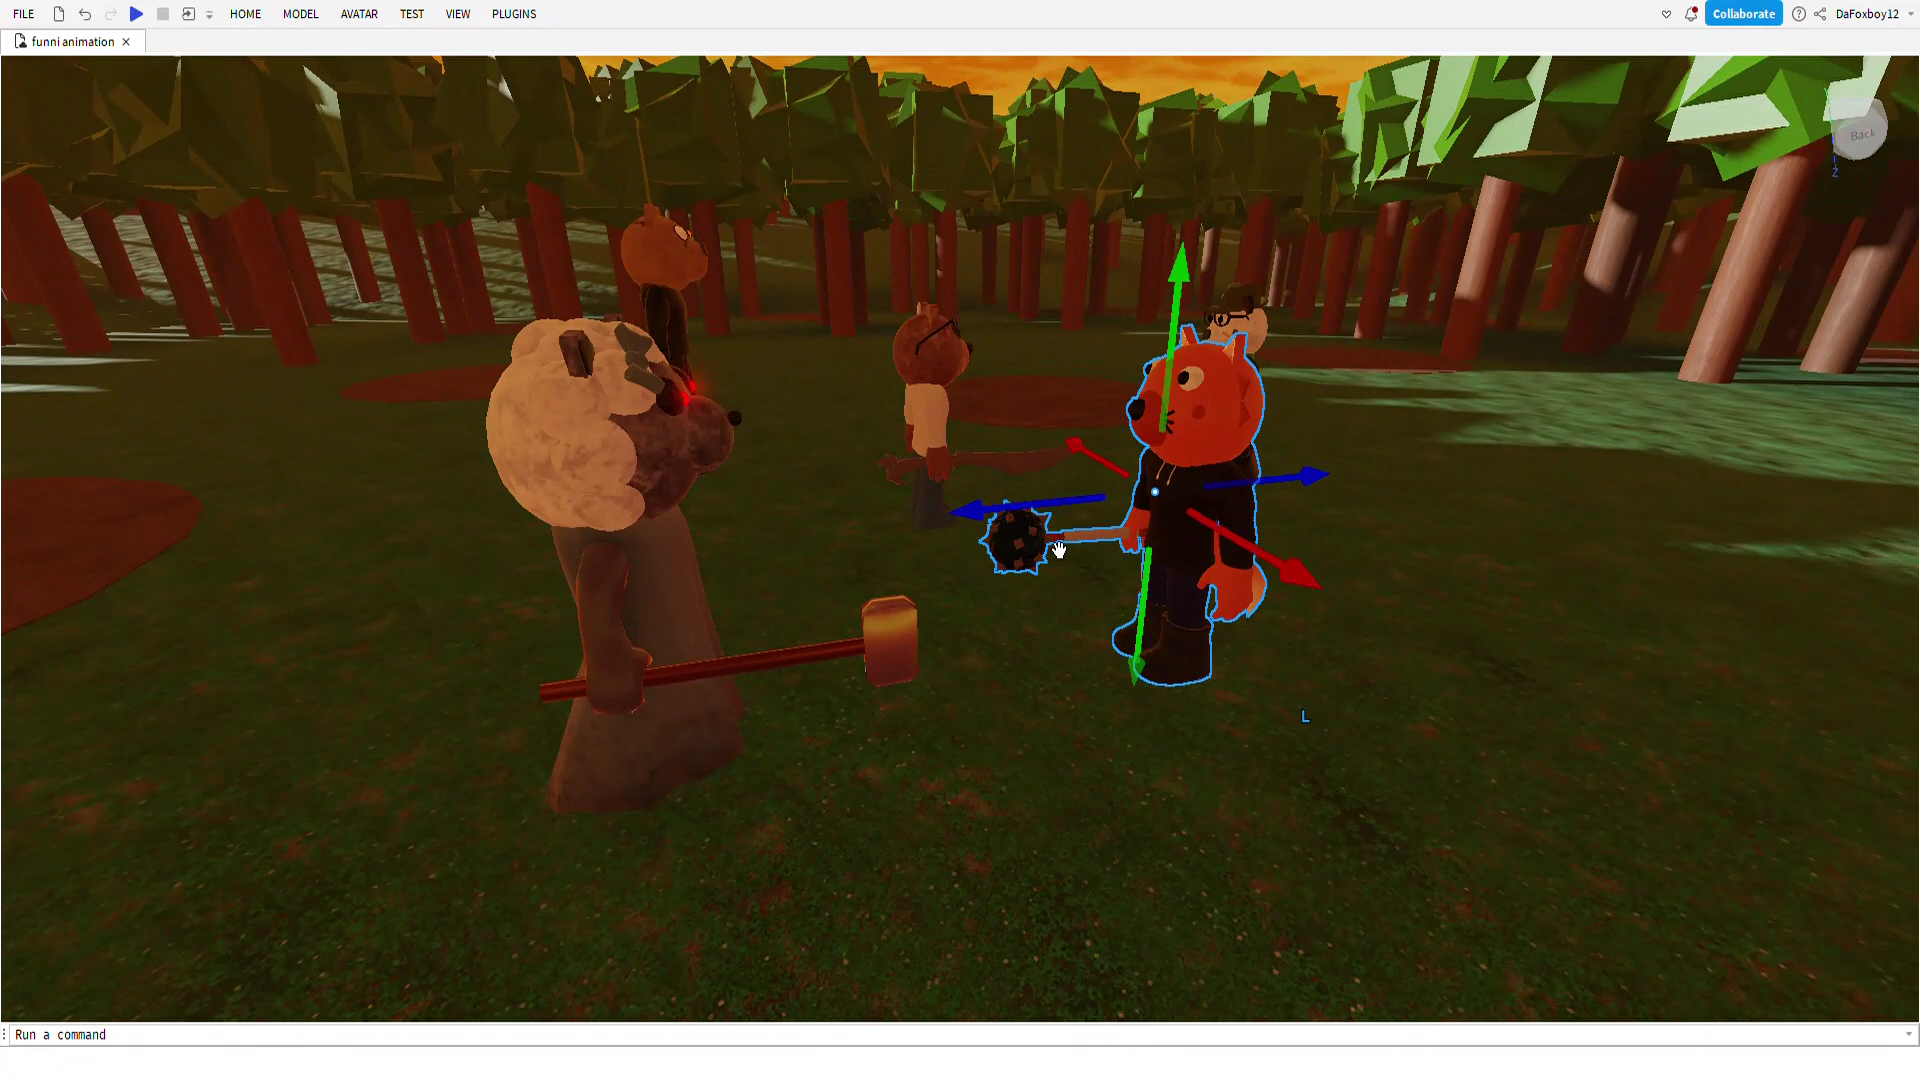 FILE HOME MODEL AVATAR TEST VIEW PLUGINS Collaborate DaFoxboy12
funni animation
Back
Z
L
Run a command